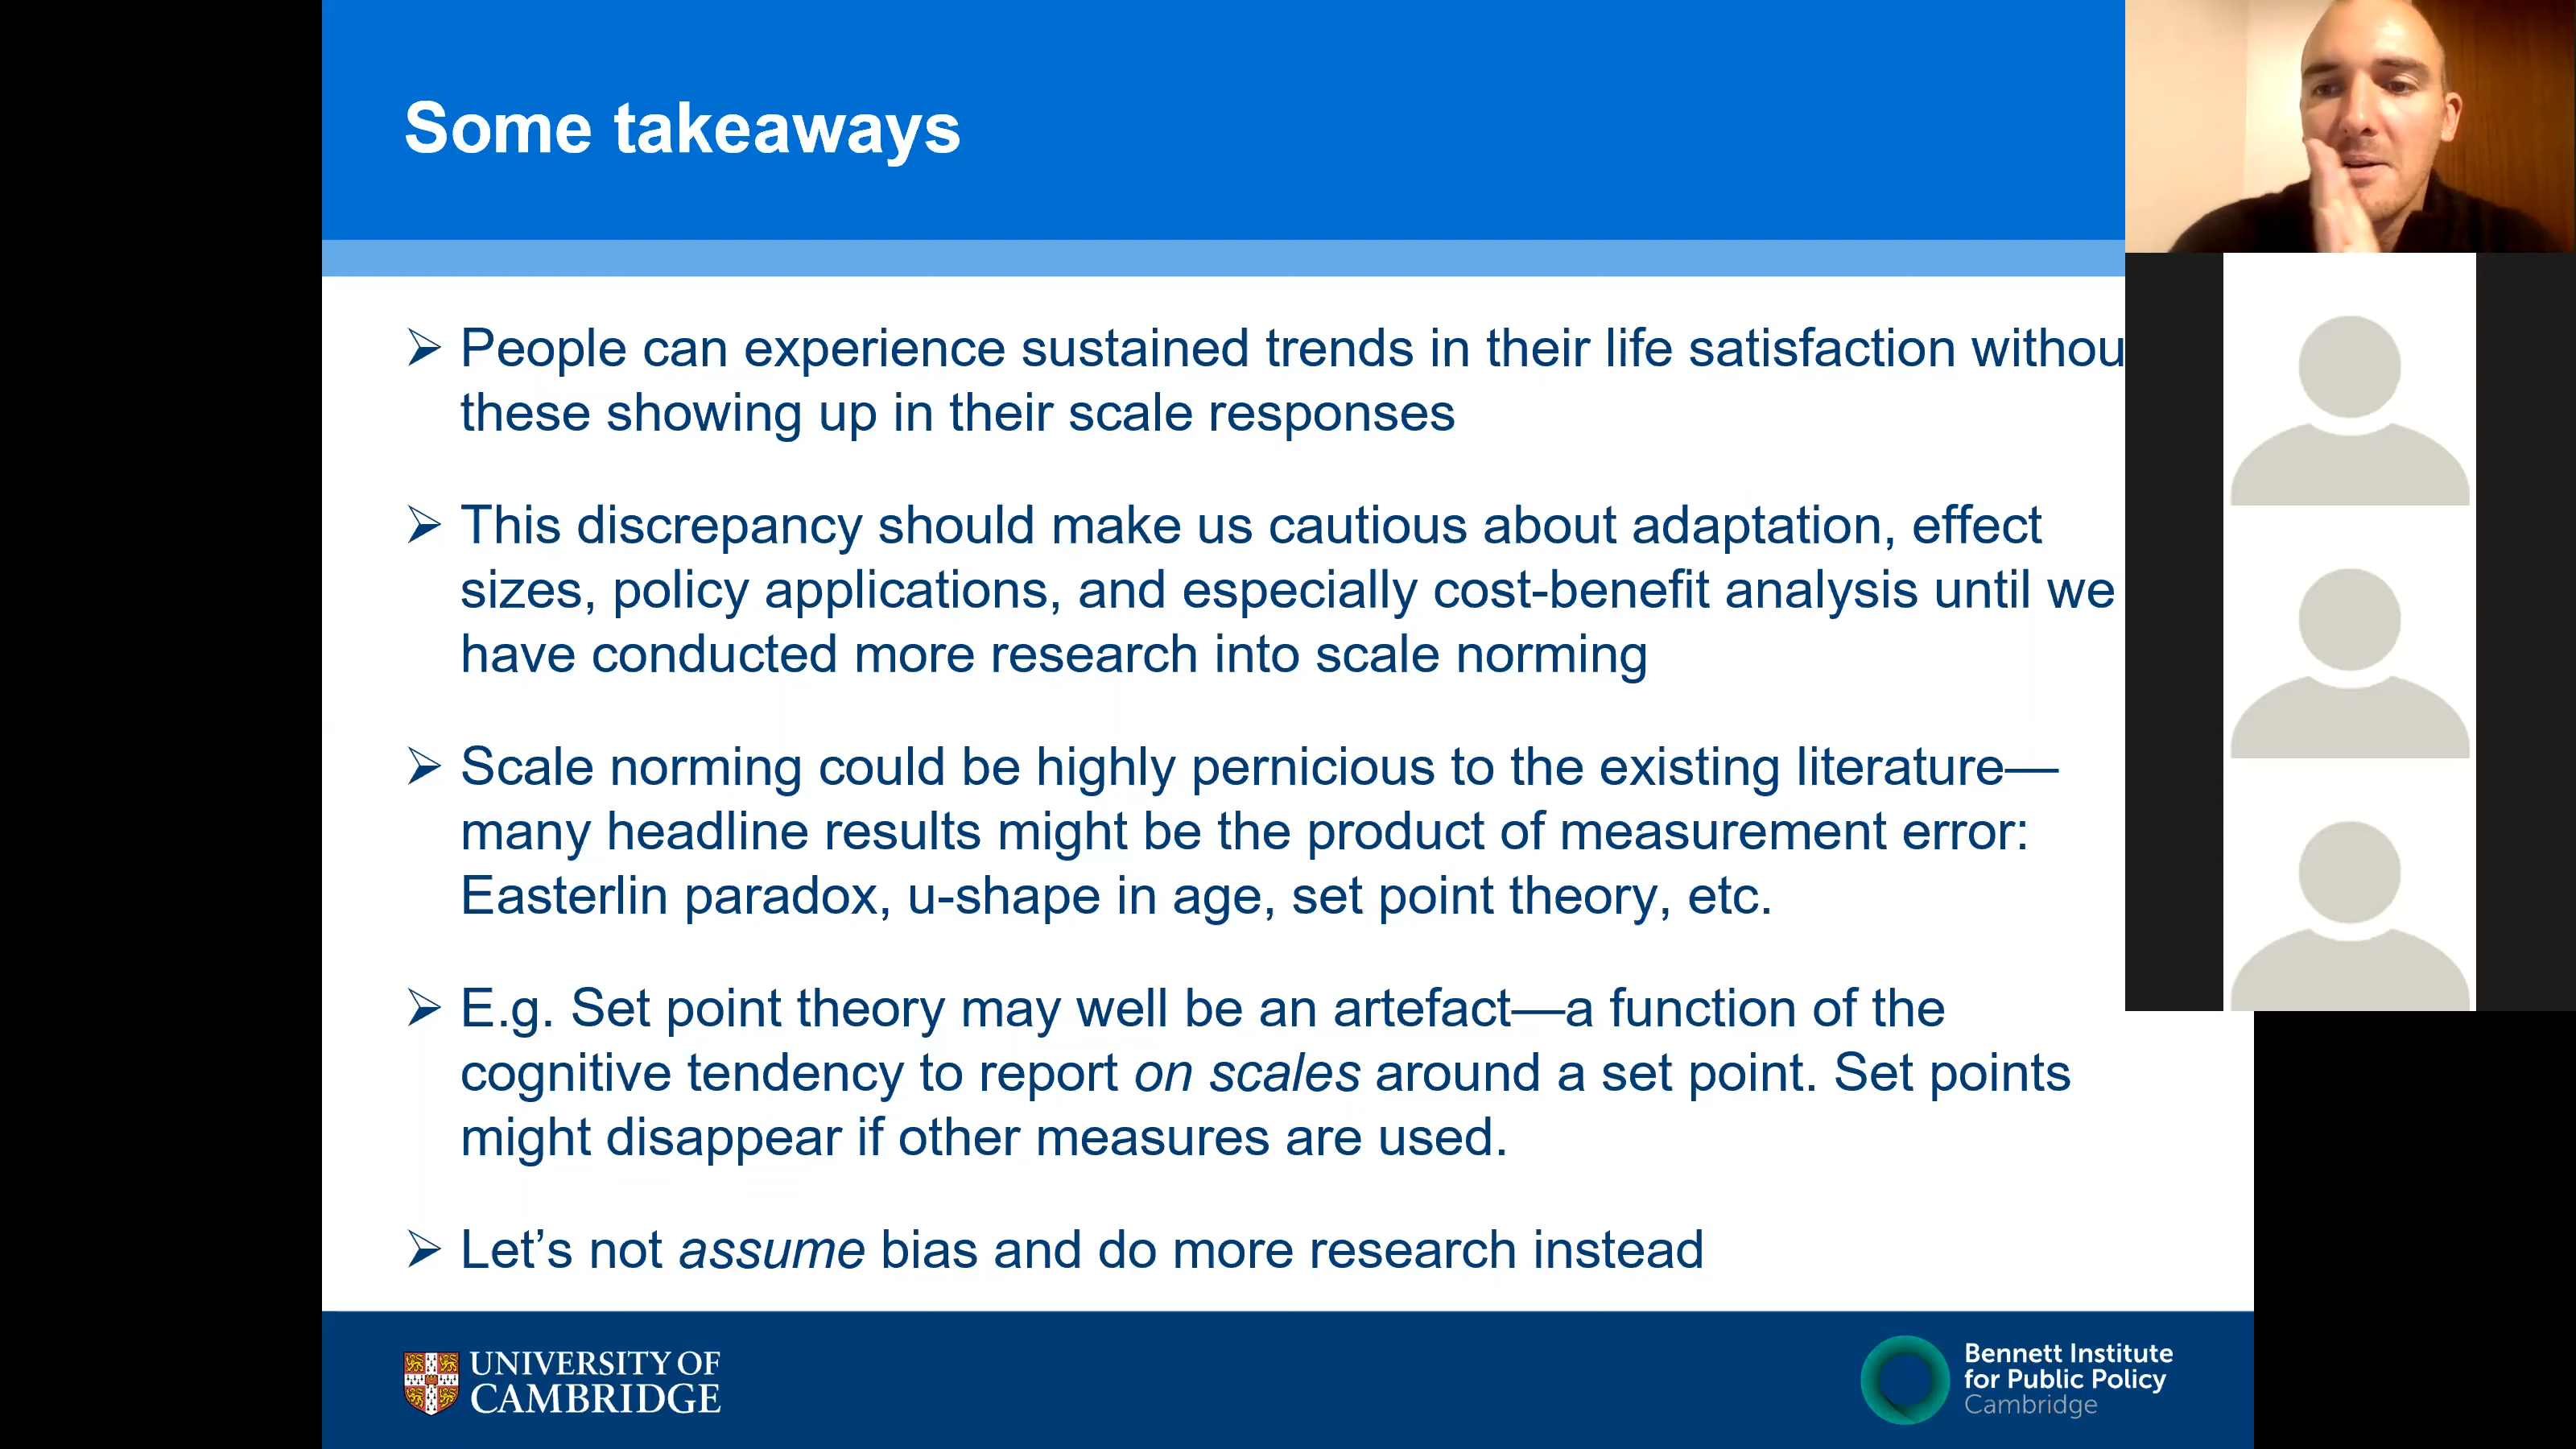 Some takeaways
➢ People can experience sustained trends in their life satisfaction withou
these showing up in their scale responses
➢ This discrepancy should make us cautious about adaptation, effect
sizes, policy applications, and especially cost-benefit analysis until we
have conducted more research into scale norming
➢ Scale norming could be highly pernicious to the existing literature—
many headline results might be the product of measurement error:
Easterlin paradox, u-shape in age, set point theory, etc.
➢ E.g. Set point theory may well be an artefact—a function of the
cognitive tendency to report on scales around a set point. Set points
might disappear if other measures are used.
➢ Let’s not assume bias and do more research instead
UNIVERSITY OF
CAMBRIDGE
Bennett Institute
for Public Policy
Cambridge